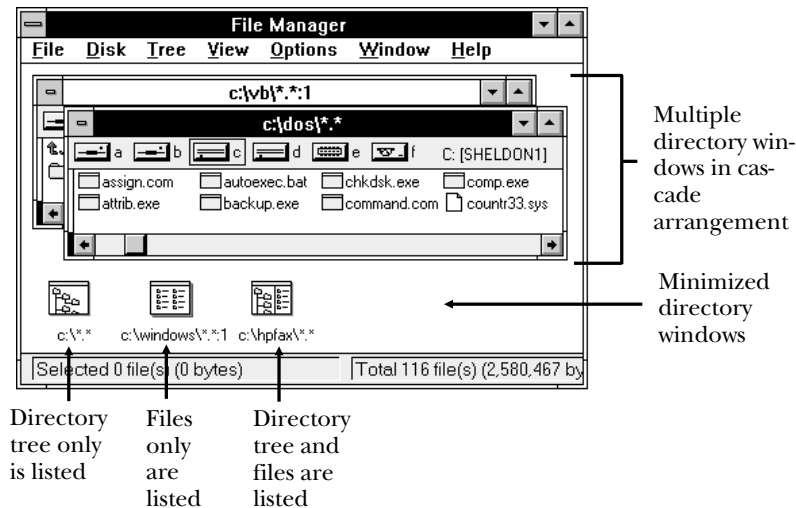 File Manager
File Disk Tree View Options Window Help
c:\vb\*.*:1
c:\dos\*.*
a b c d e f C: [SHELDON1]
assign.com autoexec.bat chkdsk.exe comp.exe
attrib.exe backup.exe command.com countr33.sys
c:\*.* c:\windows\*.*:1 c:\hpfax\*.*
Selected 0 file(s) (0 bytes) Total 116 file(s) (2,580,467 by
Multiple
directory win-
dows in cas-
cade
arrangement
Minimized
directory
windows
Directory
tree only
is listed
Files
only
are
listed
Directory
tree and
files are
listed